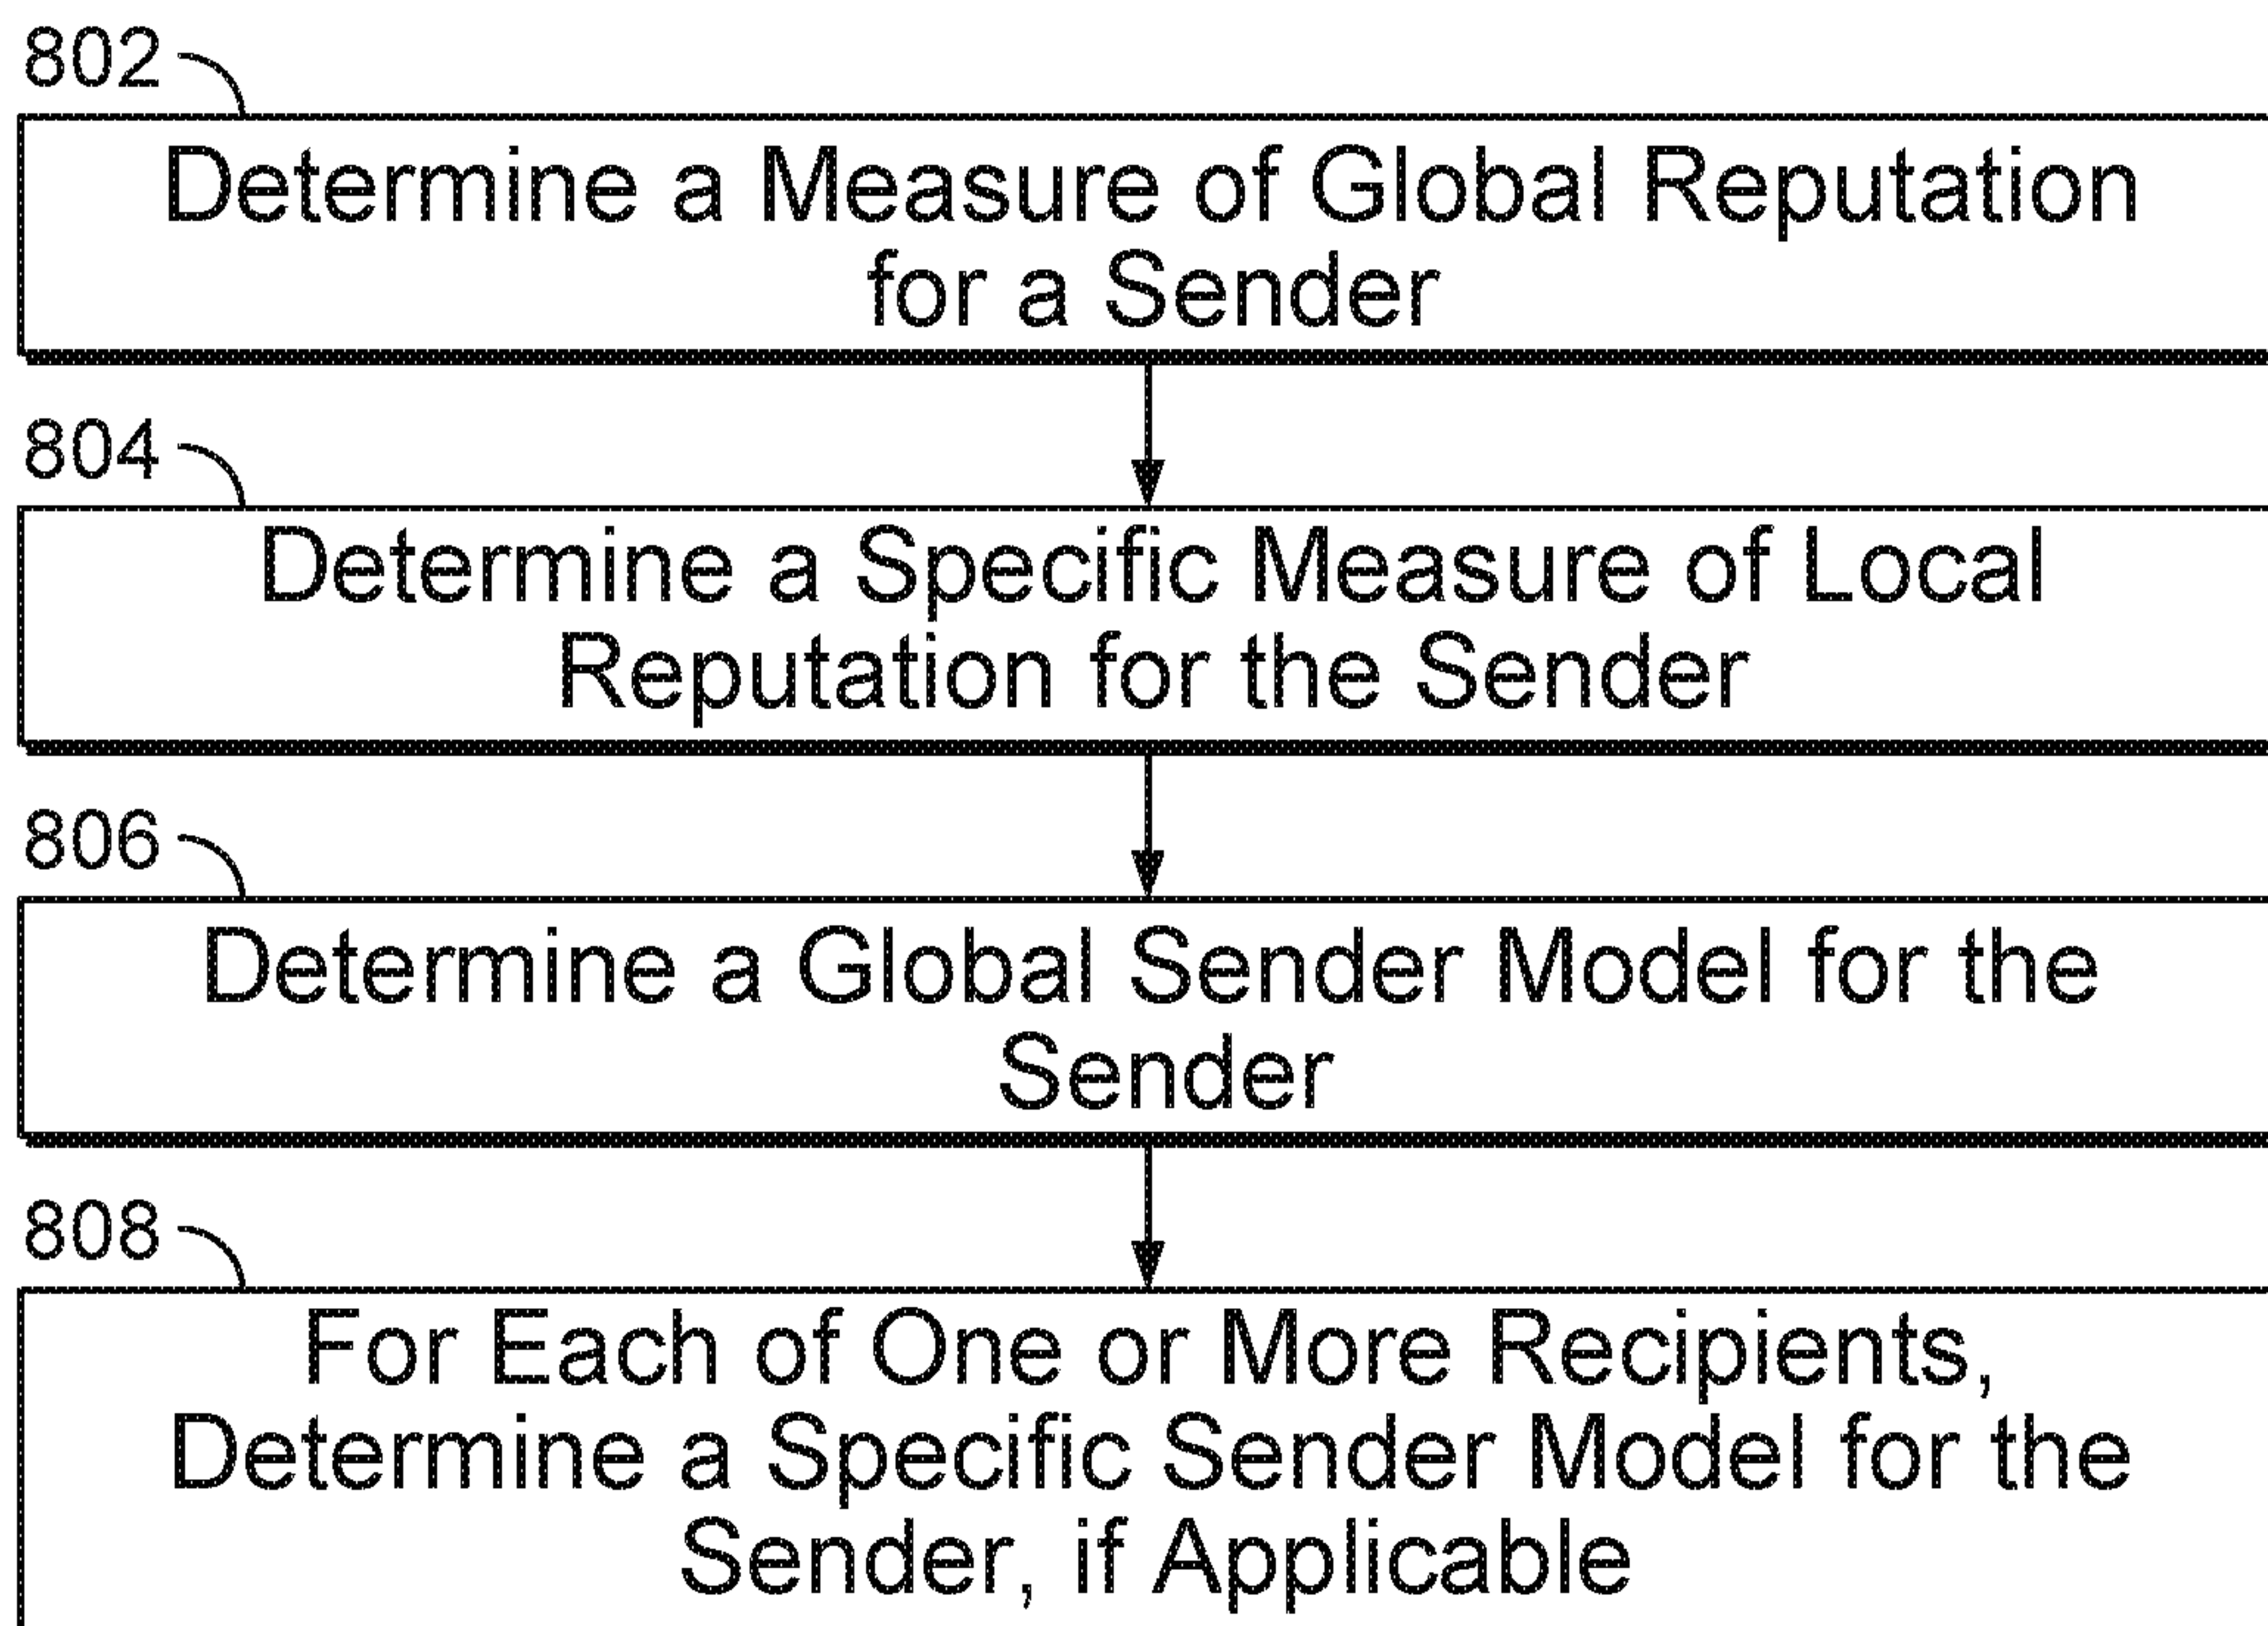 802
Determine a Measure of Global Reputation
for a Sender
804
Determine a Specific Measure of Local
Reputation for the Sender
806
Determine a Global Sender Model for the
Sender
808
For Each of One or More Recipients,
Determine a Specific Sender Model for the
Sender, if Applicable